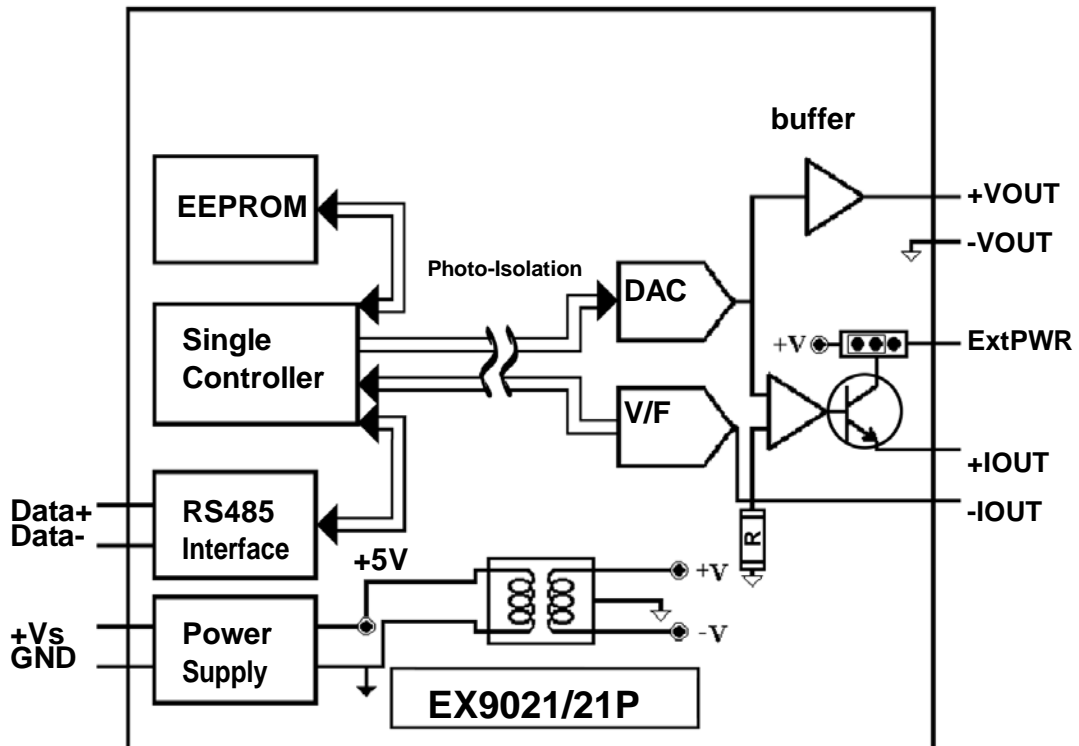 buffer
EEPROM
+VOUT
-VOUT
Photo-Isolation
DAC
Single
Controller
+V
ExtPWR
V/F
+IOUT
-IOUT
Data+
Data-
RS485
Interface
R
+5V
+V
-V
+Vs
GND
Power
Supply
EX9021/21P